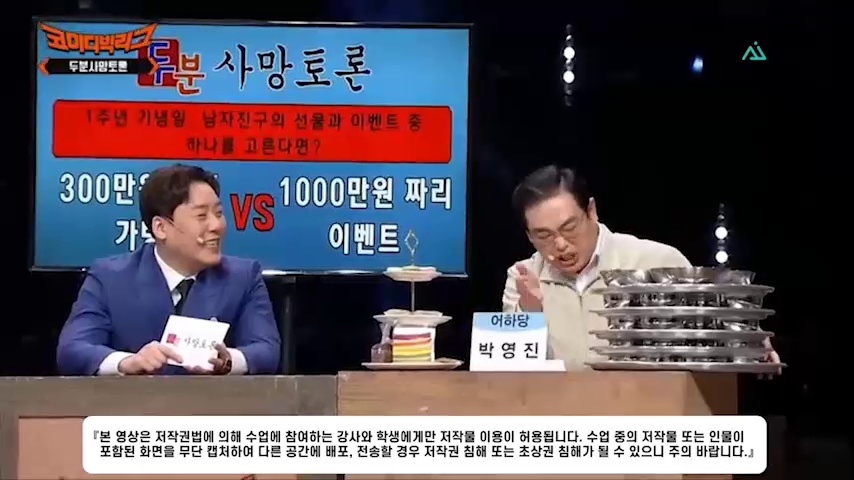 코미디빅리그
두분사망토론
두분 사망토론
1주년 기념일 남자친구의 선물과 이벤트 중
하나를 고른다면?
300만원
VS
1000만원 짜리
이벤트
어하당
박영진
사망토론
『본 영상은 저작권법에 의해 수업에 참여하는 강사와 학생에게만 저작물 이용이 허용됩니다. 수업 중의 저작물 또는 인물이
포함된 화면을 무단 캡처하여 다른 공간에 배포, 전송할 경우 저작권 침해 또는 초상권 침해가 될 수 있으니 주의 바랍니다.』